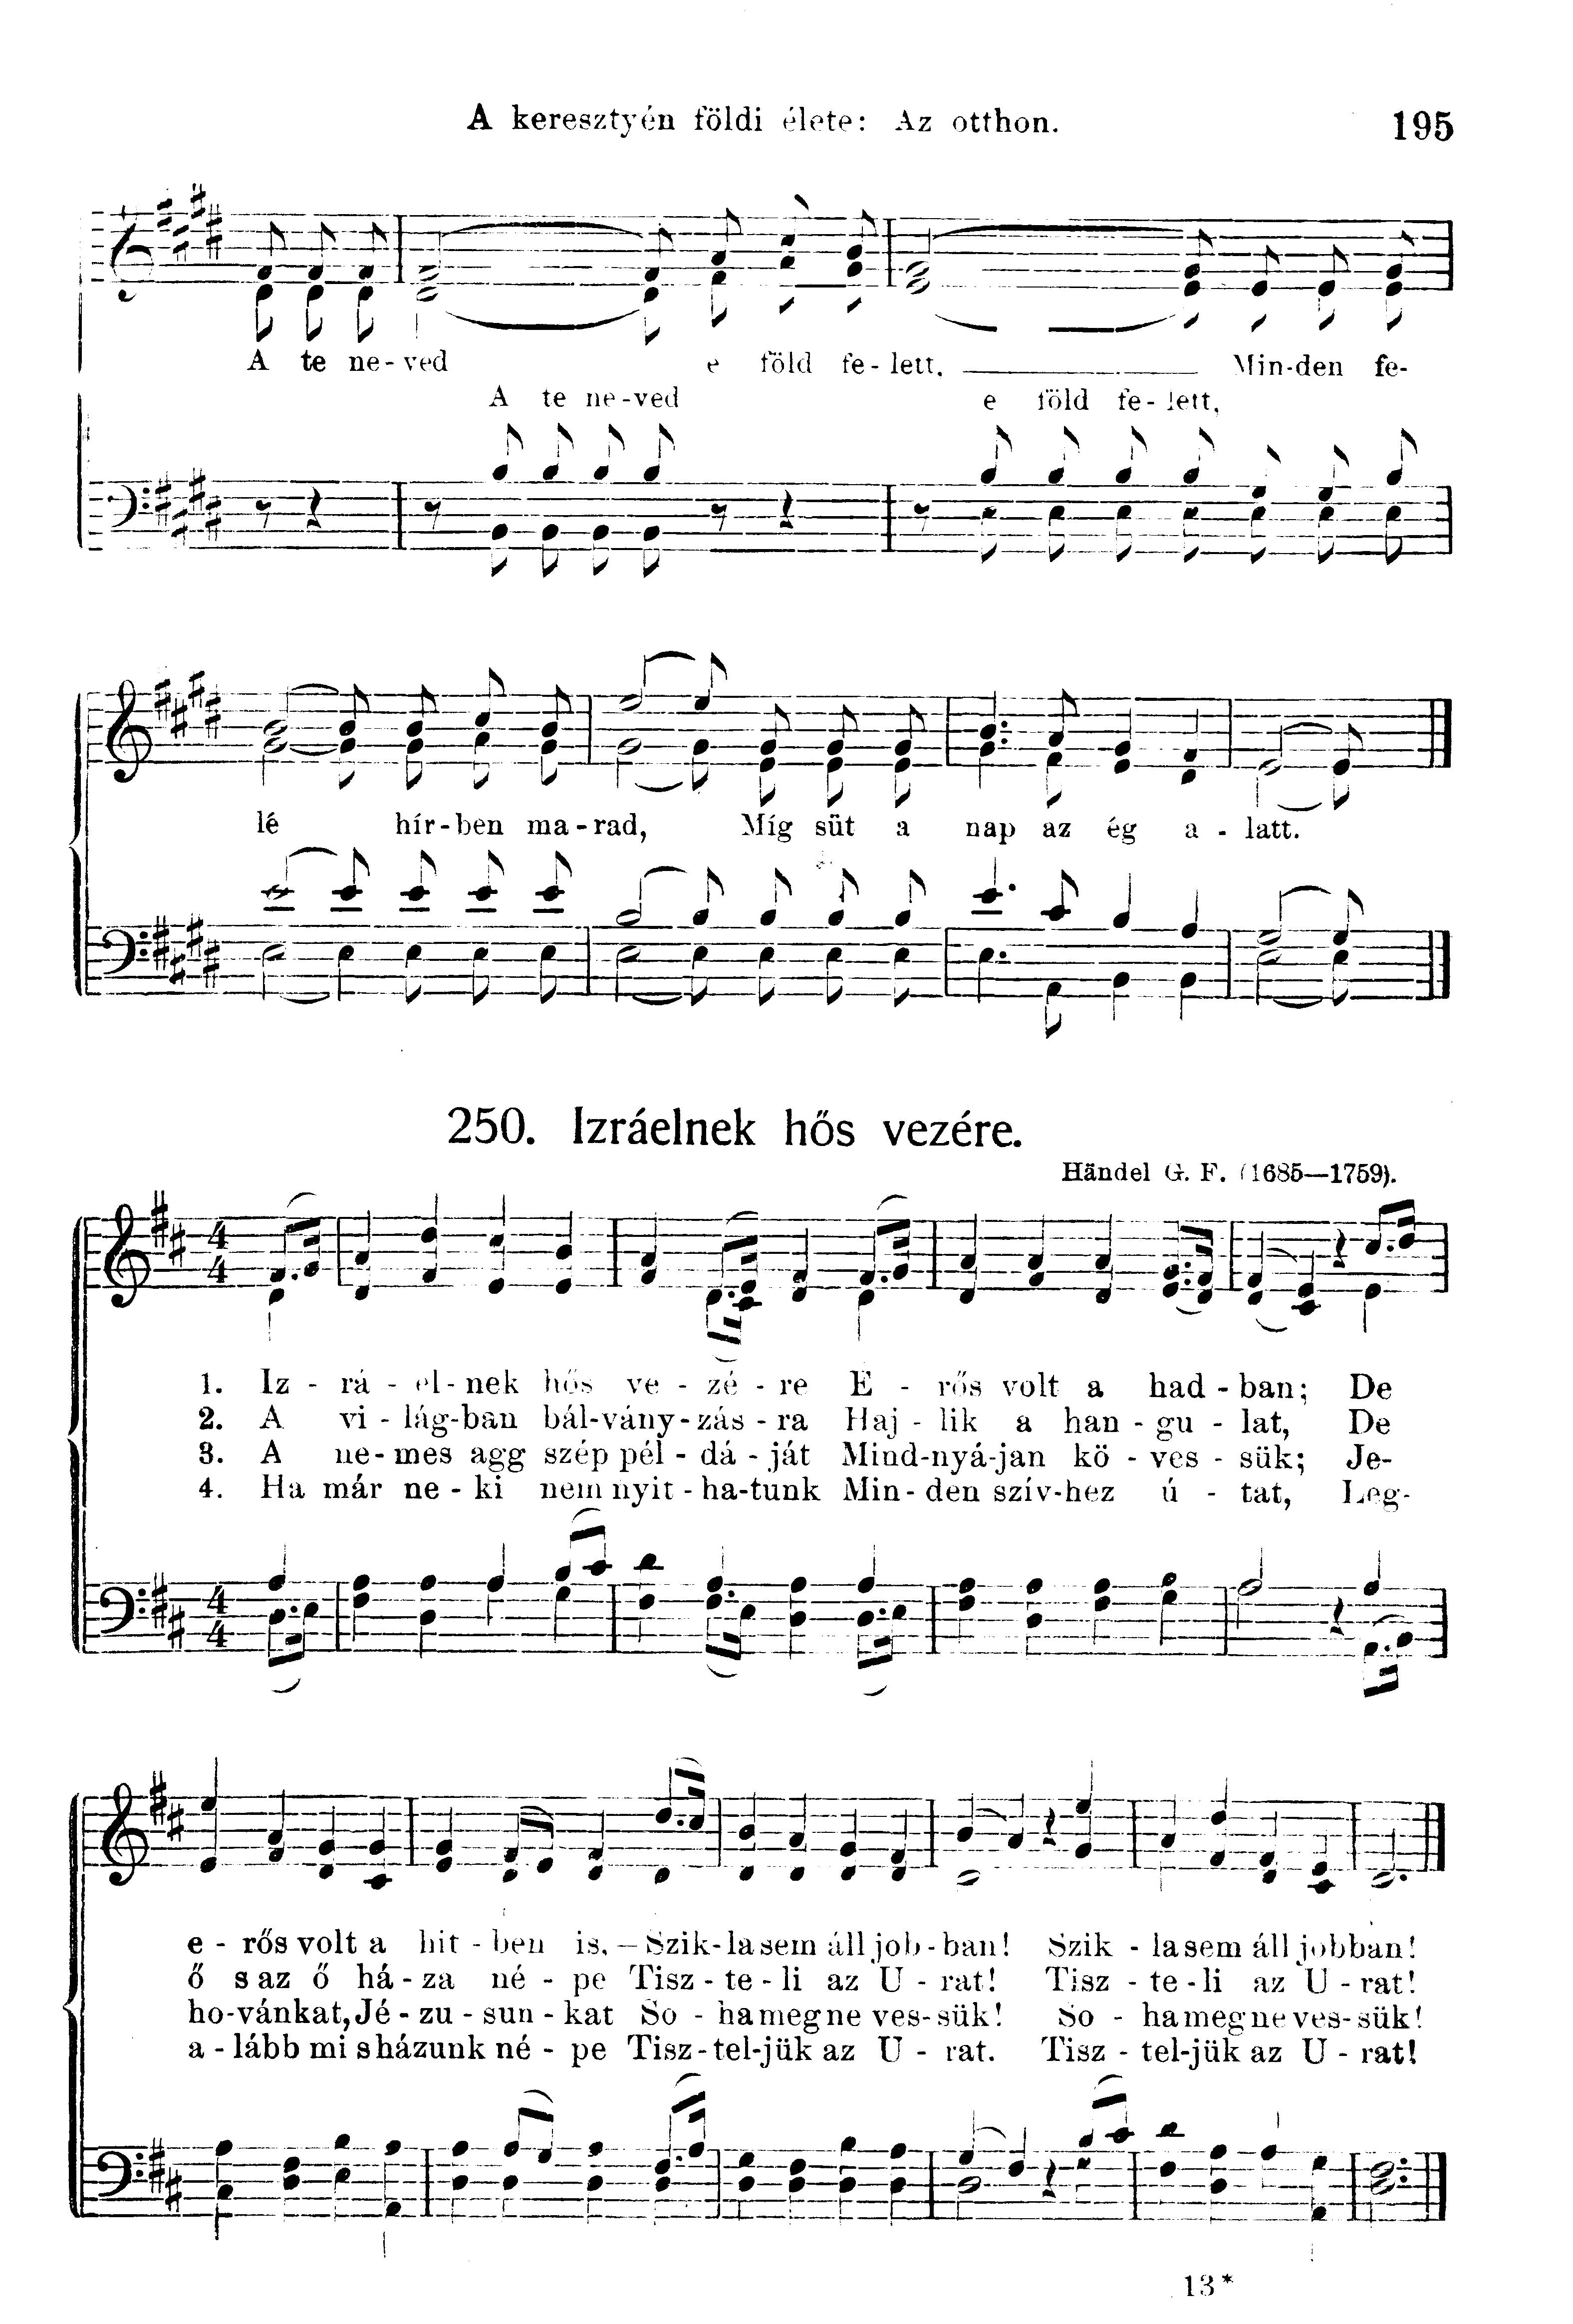 A keresztyén földi élete: Az otthon.
195
A te ne-ved e föld fe-lett, Min-den fe-
A te ne-ved e föld fe-lett,
lé hír-ben ma-rad, Míg süt a nap az ég a-latt.
250. Izráelnek hős vezére.
Händel G. F. (1685—1759).
4 4
1. Iz - rá - el-nek hős ve - zé - re E - rős volt a had-ban; De
2. A vi - lág-ban bál-vány-zás - ra Haj - lik a han - gu - lat, De
3. A ne-mes agg szép pél - dá - ját Mind-nyá-jan kö - ves - sük; Je-
4. Ha már ne - ki nem nyit - ha-tunk Min - den szív-hez ú - tat, Leg-
4 4
e - rős volt a hit - ben is. — Szik-la sem áll job-ban! Szik - la sem áll jobban!
ő s az ő há - za né - pe Tisz - te - li az U - rat! Tisz - te - li az U - rat!
ho-vánkat, Jé - zu - sun - kat So - ha meg ne ves-sük! So - ha meg ne ves-sük!
a - lább mi s házunk né - pe Tisz-tel-jük az U - rat. Tisz - tel-jük az U - rat!
13*